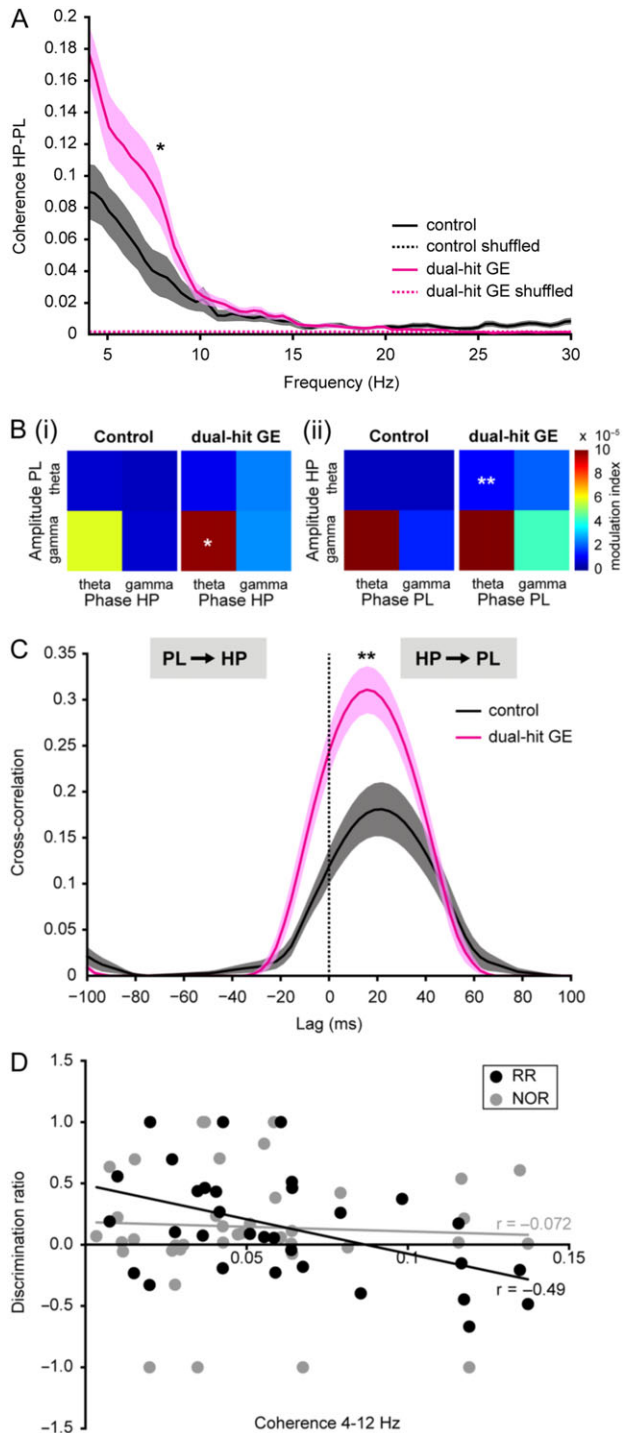 A
Coherence HP-PL
0.2
0.18
0.16
0.14
0.12
0.1
0.08
0.06
0.04
0.02
0
*
control
control shuffled
dual-hit GE
dual-hit GE shuffled
5 10 15 20 25 30
Frequency (Hz)
B (i)
Control dual-hit GE
Amplitude PL
theta
gamma
*
theta gamma theta gamma
Phase HP Phase HP
(ii)
Control dual-hit GE
Amplitude HP
theta
gamma
**
theta gamma theta gamma
Phase PL Phase PL
x 10⁻⁵
10
8
6
4
2
0
modulation index
C
PL → HP
HP → PL
**
control
dual-hit GE
Cross-correlation
0.35
0.3
0.25
0.2
0.15
0.1
0.05
0
−100 −80 −60 −40 −20 0 20 40 60 80 100
Lag (ms)
D
RR
NOR
Discrimination ratio
1.5
1.0
0.5
0.0
−0.5
−1.0
−1.5
0.05 0.1 0.15
r = −0.072
r = −0.49
Coherence 4-12 Hz